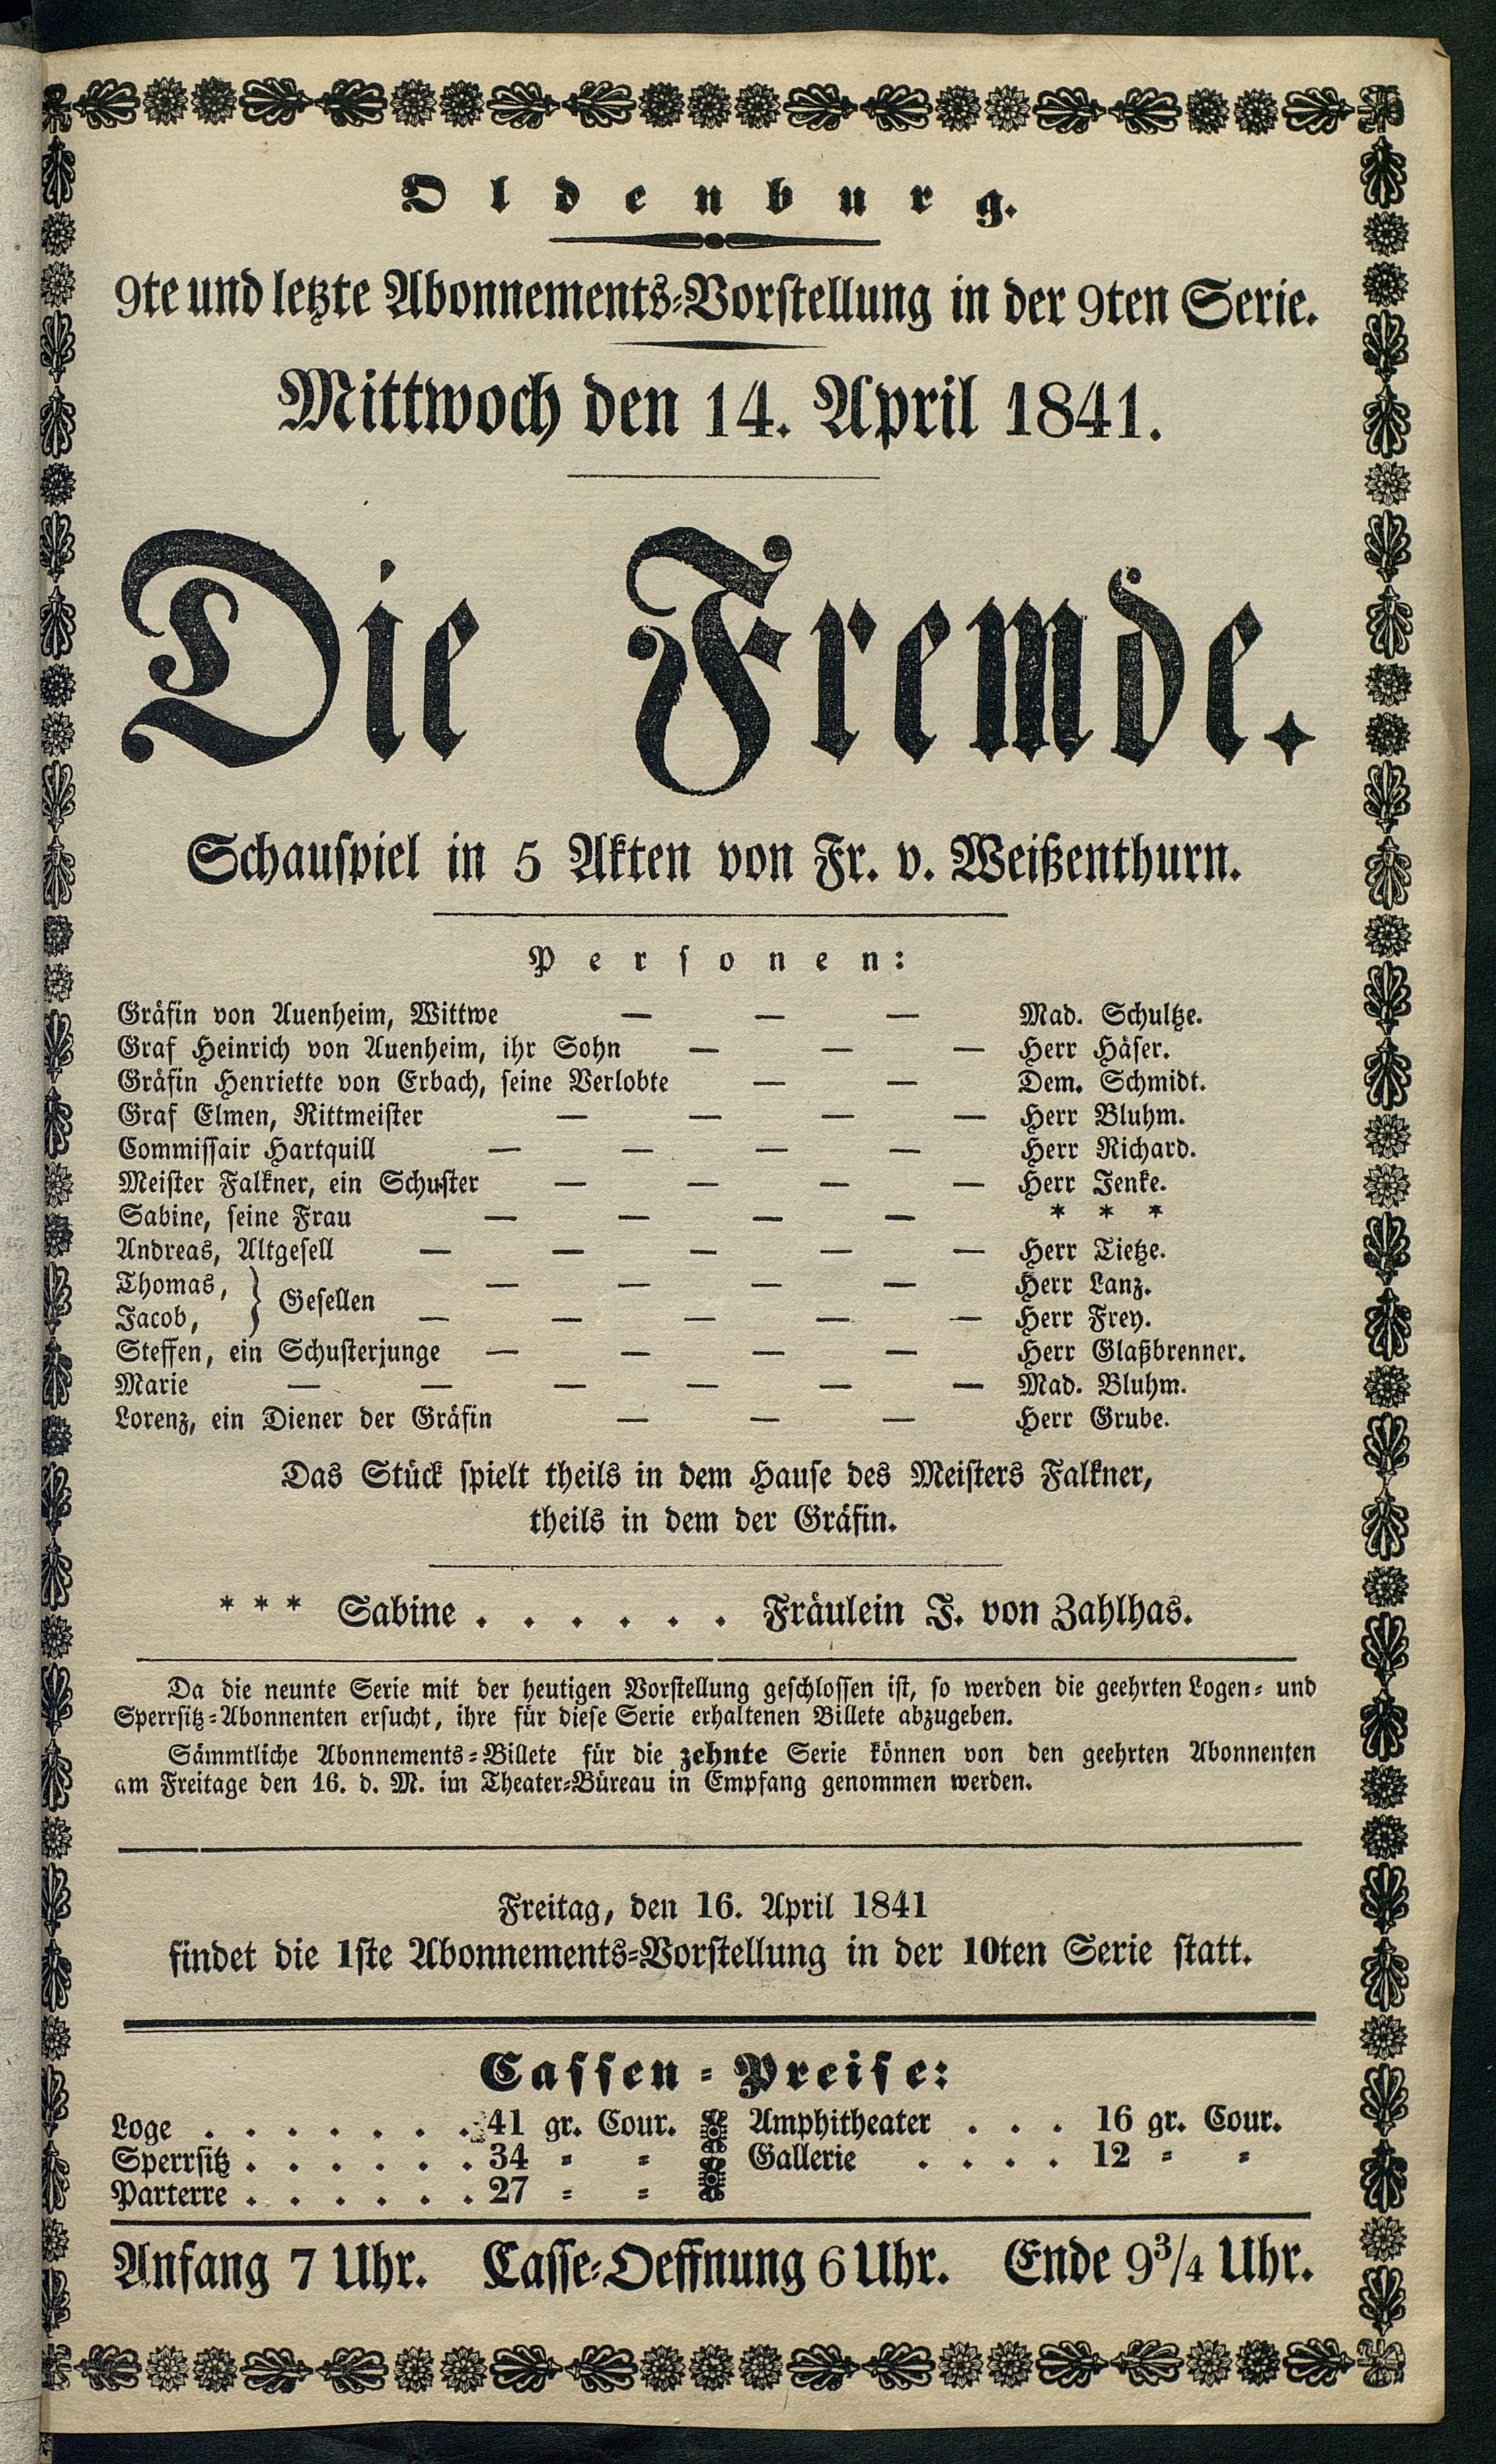 Oldenburg.
9te und letzte Abonnements-Vorstellung in der 9ten Serie.
Mittwoch den 14. April 1841.
Die Fremde.
Schauspiel in 5 Akten von Fr. v. Weißenthurn.
Personen:
Gräfin von Auenheim, Wittwe — — — Mad. Schultze.
Graf Heinrich von Auenheim, ihr Sohn — — — Herr Häser.
Gräfin Henriette von Erbach, seine Verlobte — — Dem. Schmidt.
Graf Elmen, Rittmeister — — — — Herr Bluhm.
Commissair Hartquill — — — — Herr Richard.
Meister Falkner, ein Schuster — — — — Herr Jenke.
Sabine, seine Frau — — — — * * *
Andreas, Altgesell — — — — — Herr Tietze.
Thomas, } Gesellen — — — — Herr Lanz.
Jacob, — — — — — Herr Frey.
Steffen, ein Schusterjunge — — — — Herr Glaßbrenner.
Marie — — — — — — Mad. Bluhm.
Lorenz, ein Diener der Gräfin — — — Herr Grube.
Das Stück spielt theils in dem Hause des Meisters Falkner,
theils in dem der Gräfin.
* * * Sabine . . . . . . Fräulein J. von Zahlhas.
Da die neunte Serie mit der heutigen Vorstellung geschlossen ist, so werden die geehrten Logen- und
Sperrsitz-Abonnenten ersucht, ihre für diese Serie erhaltenen Billete abzugeben.
Sämmtliche Abonnements-Billete für die zehnte Serie können von den geehrten Abonnenten
am Freitage den 16. d. M. im Theater-Büreau in Empfang genommen werden.
Freitag, den 16. April 1841
findet die 1ste Abonnements-Vorstellung in der 10ten Serie statt.
Cassen-Preise:
Loge . . . . . . . 41 gr. Cour. Amphitheater . . . 16 gr. Cour.
Sperrsitz . . . . . . 34 - - Gallerie . . . . 12 - -
Parterre . . . . . . 27 - -
Anfang 7 Uhr. Casse-Oeffnung 6 Uhr. Ende 9 3/4 Uhr.